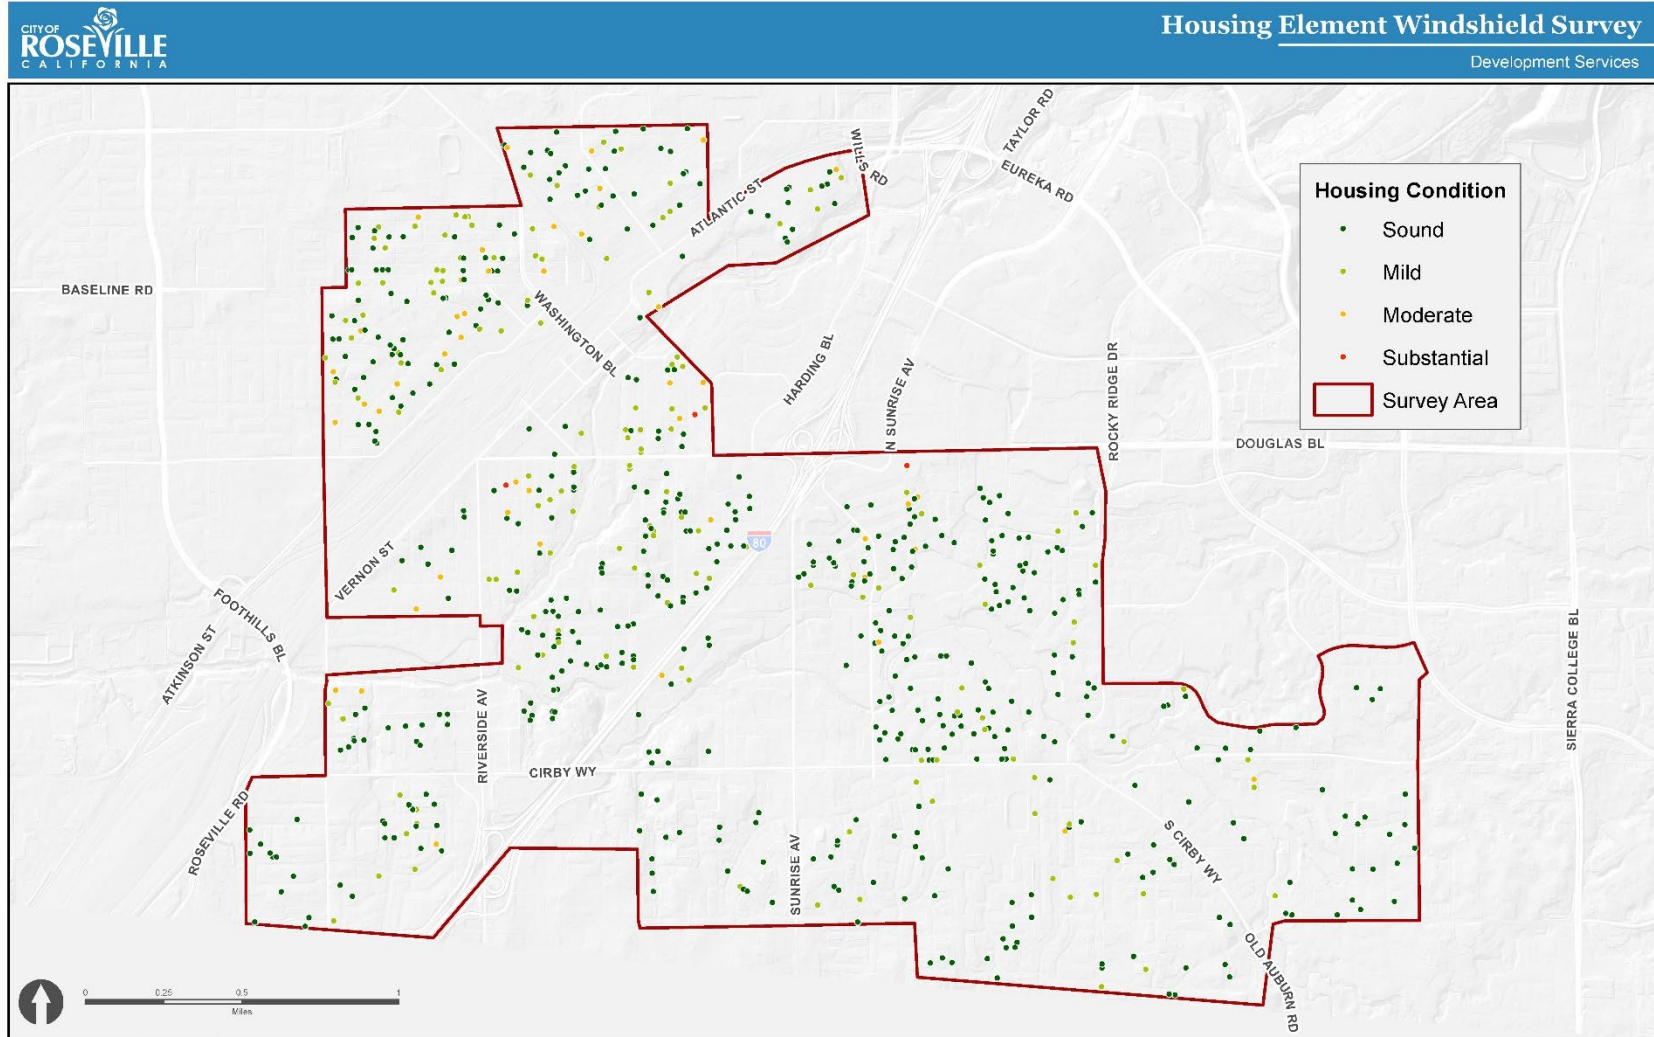 CITY OF
ROSEVILLE
CALIFORNIA
Housing Element Windshield Survey
Development Services
TAYLOR RD
WILLS RD
EUREKA RD
ATLANTIC ST
Housing Condition
Sound
Mild
Moderate
Substantial
Survey Area
BASELINE RD
WASHINGTON BL
HARDING BL
N SUNRISE AV
ROCKY RIDGE DR
DOUGLAS BL
80
VERNON ST
FOOTHILLS BL
ATKINSON ST
SIERRA COLLEGE BL
RIVERSIDE AV
CIRBY WY
ROSEVILLE RD
SUNRISE AV
S CIRBY WY
OLD AUBURN RD
0 0.25 0.5 1
Miles